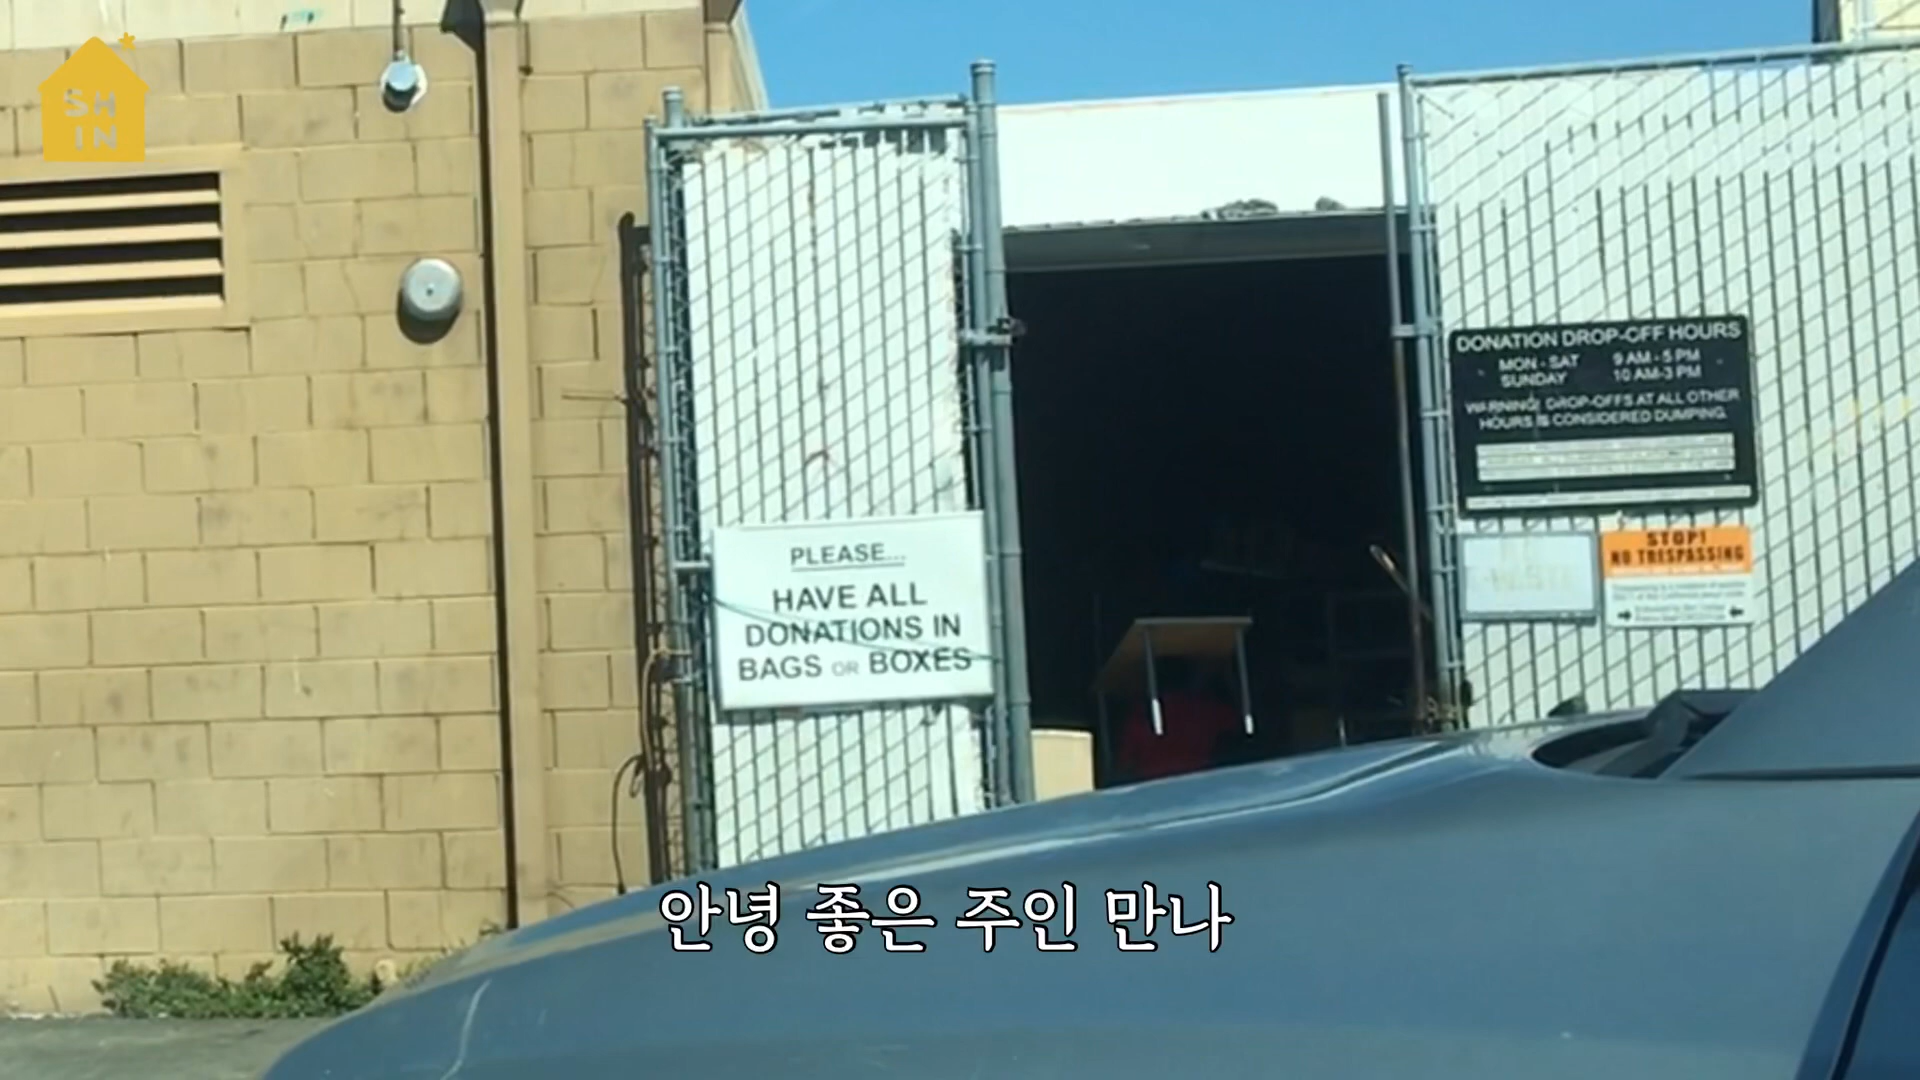 SH
IN
DONATION DROP-OFF HOURS
MON - SAT 9 AM - 5 PM
SUNDAY 10 AM-3 PM
WARNING! DROP-OFFS AT ALL OTHER
HOURS IS CONSIDERED DUMPING.
STOP!
NO TRESPASSING
PLEASE...
HAVE ALL
DONATIONS IN
BAGS OR BOXES
안녕 좋은 주인 만나